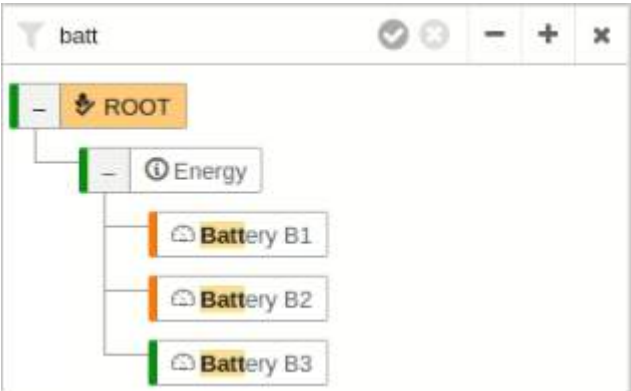 batt
ROOT
Energy
Battery B1
Battery B2
Battery B3